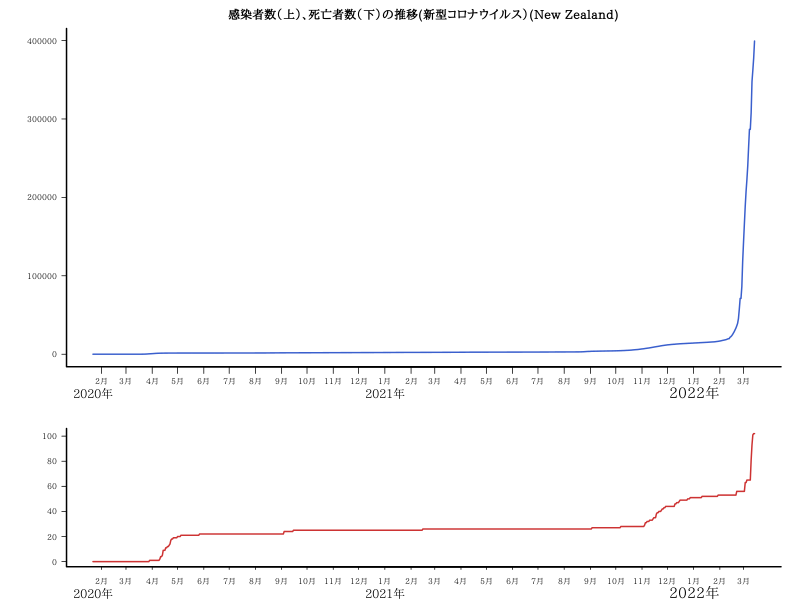 感染者数（上）、死亡者数（下）の推移(新型コロナウイルス）(New Zealand)
400000
300000
200000
100000
0
2月 3月 4月 5月 6月 7月 8月 9月 10月 11月 12月 1月 2月 3月 4月 5月 6月 7月 8月 9月 10月 11月 12月 1月 2月 3月
2020年 2021年 2022年
100
80
60
40
20
0
2月 3月 4月 5月 6月 7月 8月 9月 10月 11月 12月 1月 2月 3月 4月 5月 6月 7月 8月 9月 10月 11月 12月 1月 2月 3月
2020年 2021年 2022年